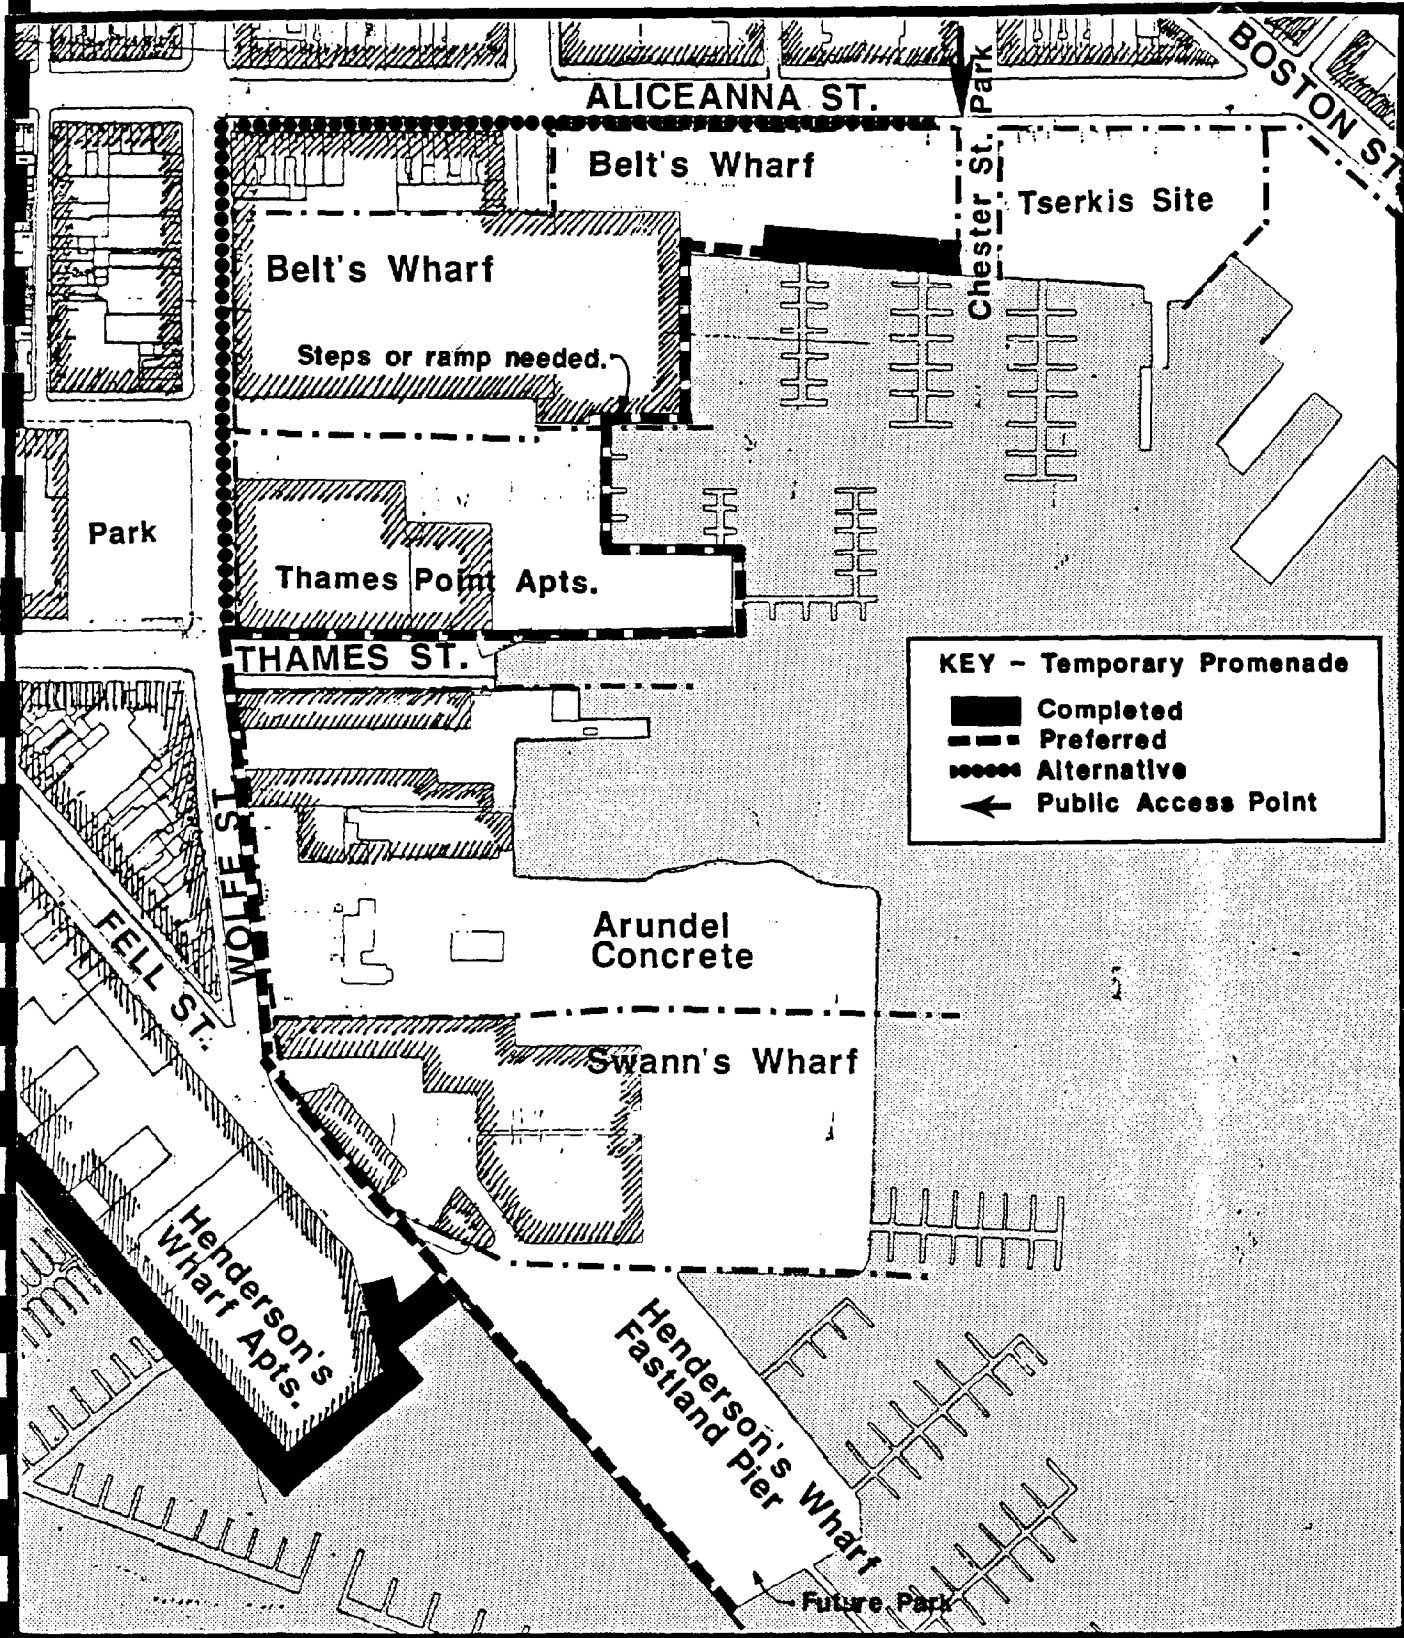 BOSTON ST.
ALICEANNA ST.
Chester St. Park
Belt's Wharf
Tserkis Site
Belt's Wharf
Steps or ramp needed.
Park
Thames Point Apts.
THAMES ST.
KEY - Temporary Promenade
Completed
Preferred
Alternative
Public Access Point
WOLFE ST.
FELL ST.
Arundel
Concrete
Swann's Wharf
Henderson's
Wharf Apts.
Henderson's Wharf
Fastland Pier
Future Park